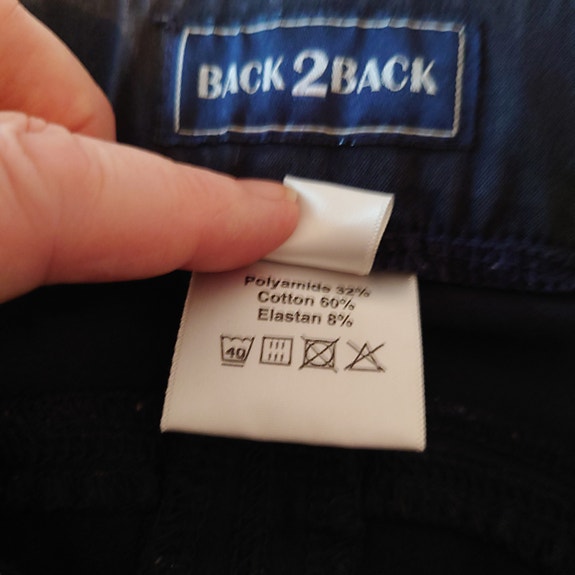 BACK 2 BACK
Polyamide 32%
Cotton 60%
Elastan 8%
40